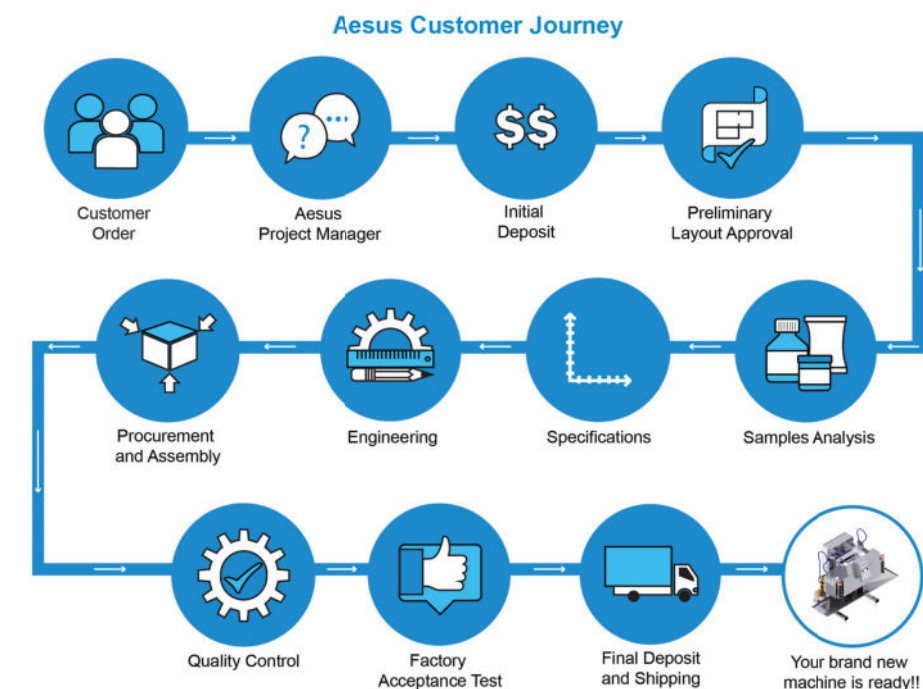 Aesus Customer Journey
?
$$
Customer
Order
Aesus
Project Manager
Initial
Deposit
Preliminary
Layout Approval
Procurement
and Assembly
Engineering
Specifications
Samples Analysis
Quality Control
Factory
Acceptance Test
Final Deposit
and Shipping
Your brand new
machine is ready!!